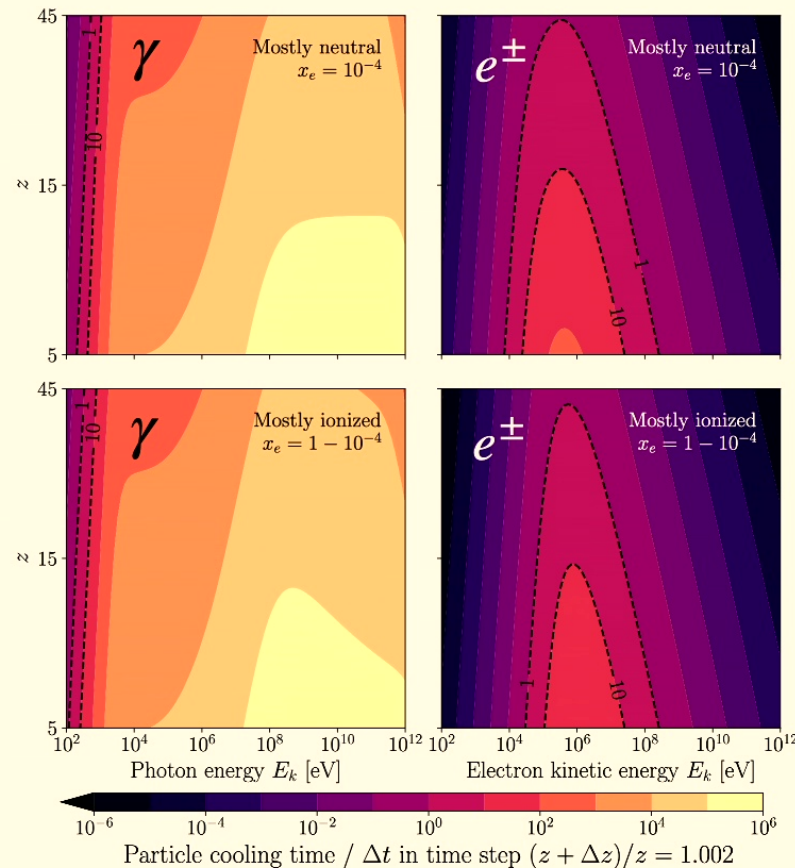 45
15
5
z
γ
Mostly neutral
x_e = 10^{-4}
1
10
e^±
Mostly neutral
x_e = 10^{-4}
1
10
45
15
5
z
γ
Mostly ionized
x_e = 1 − 10^{-4}
1
10
e^±
Mostly ionized
x_e = 1 − 10^{-4}
1
10
10^2 10^4 10^6 10^8 10^{10} 10^{12}
Photon energy E_k [eV]
10^2 10^4 10^6 10^8 10^{10} 10^{12}
Electron kinetic energy E_k [eV]
10^{-6} 10^{-4} 10^{-2} 10^0 10^2 10^4 10^6
Particle cooling time / Δt in time step (z + Δz)/z = 1.002